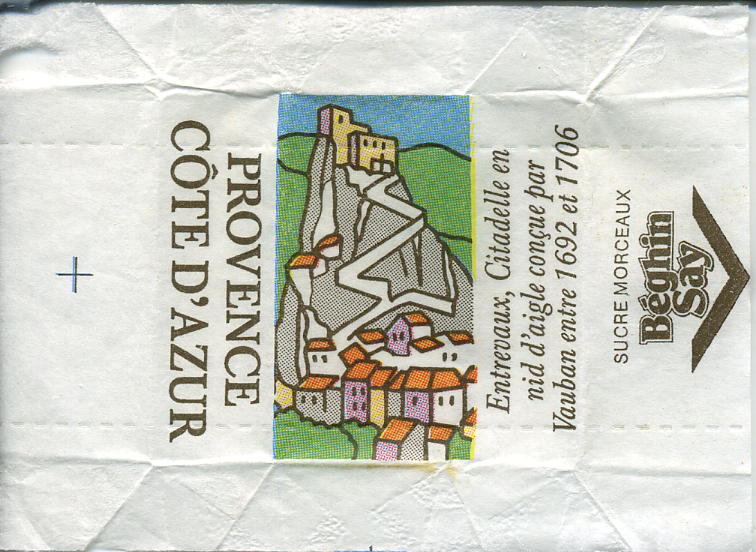 PROVENCE
CÔTE D'AZUR
Entrevaux, Citadelle en
nid d'aigle conçue par
Vauban entre 1692 et 1706
SUCRE MORCEAUX
Béghin
Say